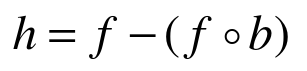 h = f − (f ∘ b)